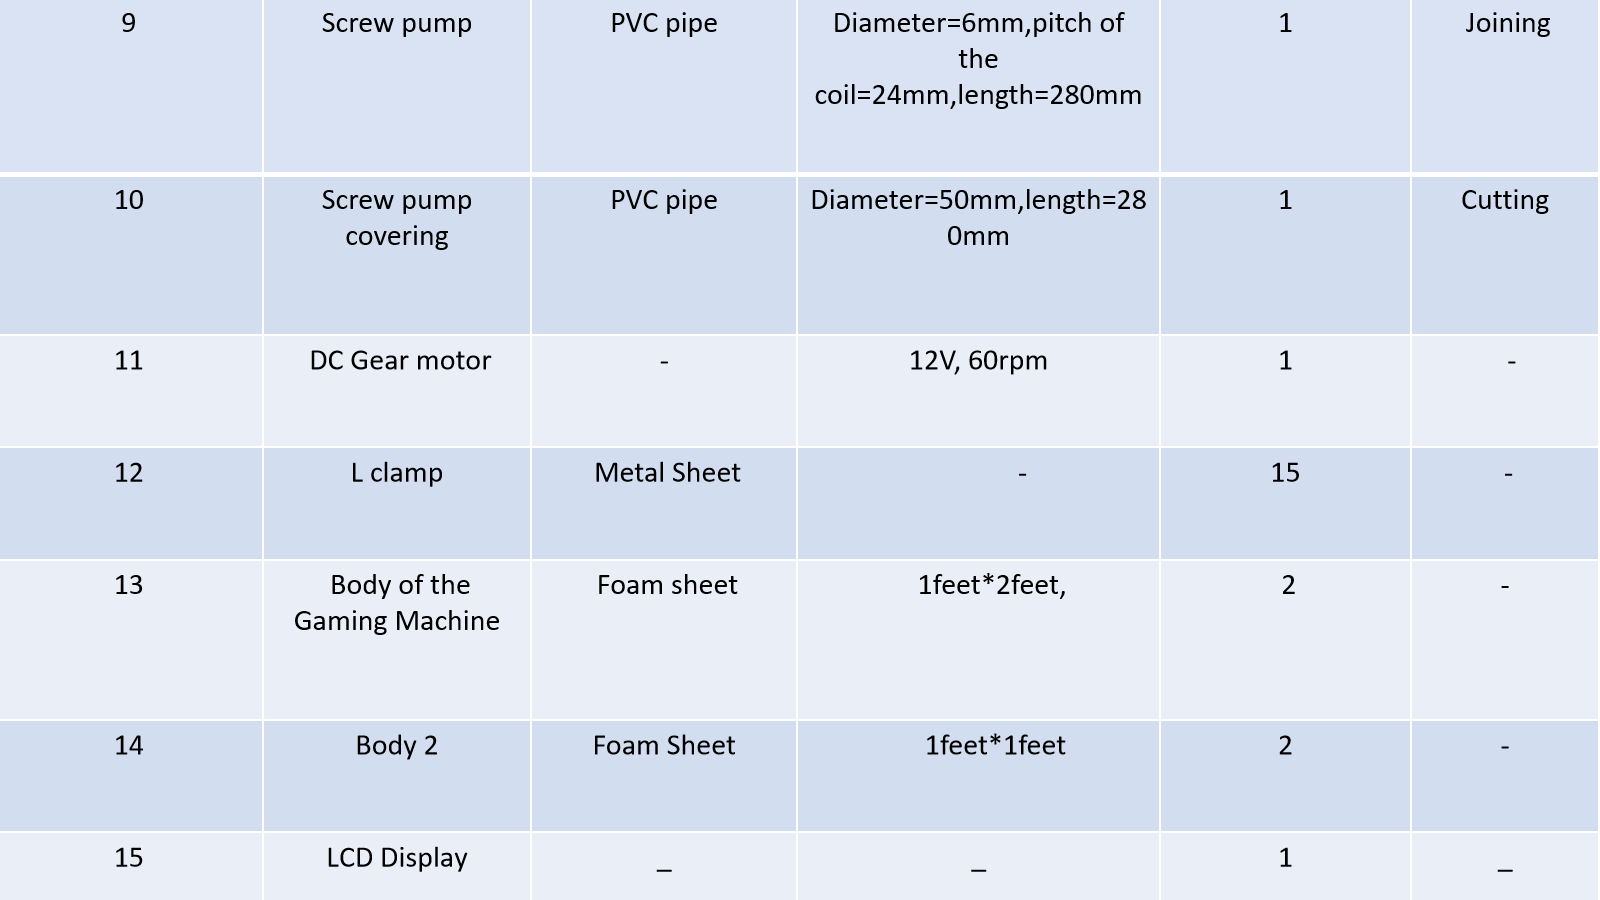 9 Screw pump PVC pipe Diameter=6mm,pitch of 1 Joining
the
coil=24mm,length=280mm
10 Screw pump PVC pipe Diameter=50mm,length=28 1 Cutting
covering 0mm
11 DC Gear motor - 12V, 60rpm 1 -
12 L clamp Metal Sheet - 15 -
13 Body of the Foam sheet 1feet*2feet, 2 -
Gaming Machine
14 Body 2 Foam Sheet 1feet*1feet 2 -
15 LCD Display _ _ 1 _